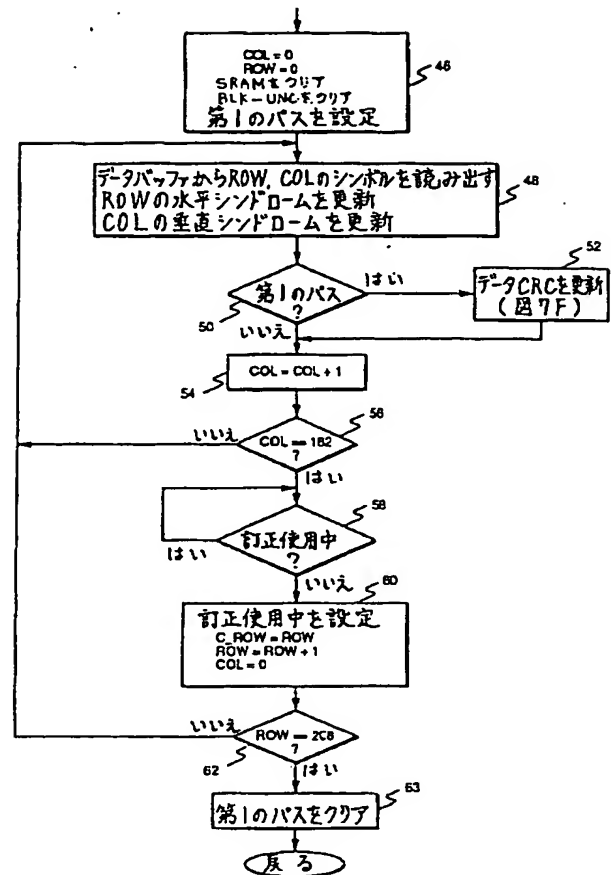 COL=0
ROW=0
SRAMをクリア
BLK-UNCをクリア
第1のパスを設定
46
データバッファからROW, COLのシンボルを読み出す
ROWの水平シンドロームを更新
COLの垂直シンドロームを更新
48
第1のパス
?
50
はい
いいえ
データCRCを更新
(図7F)
52
COL=COL+1
54
COL==182
?
56
いいえ
はい
訂正使用中
?
58
はい
いいえ
訂正使用中を設定
C_ROW=ROW
ROW=ROW+1
COL=0
60
ROW==208
?
62
いいえ
はい
第1のパスをクリア
63
戻る